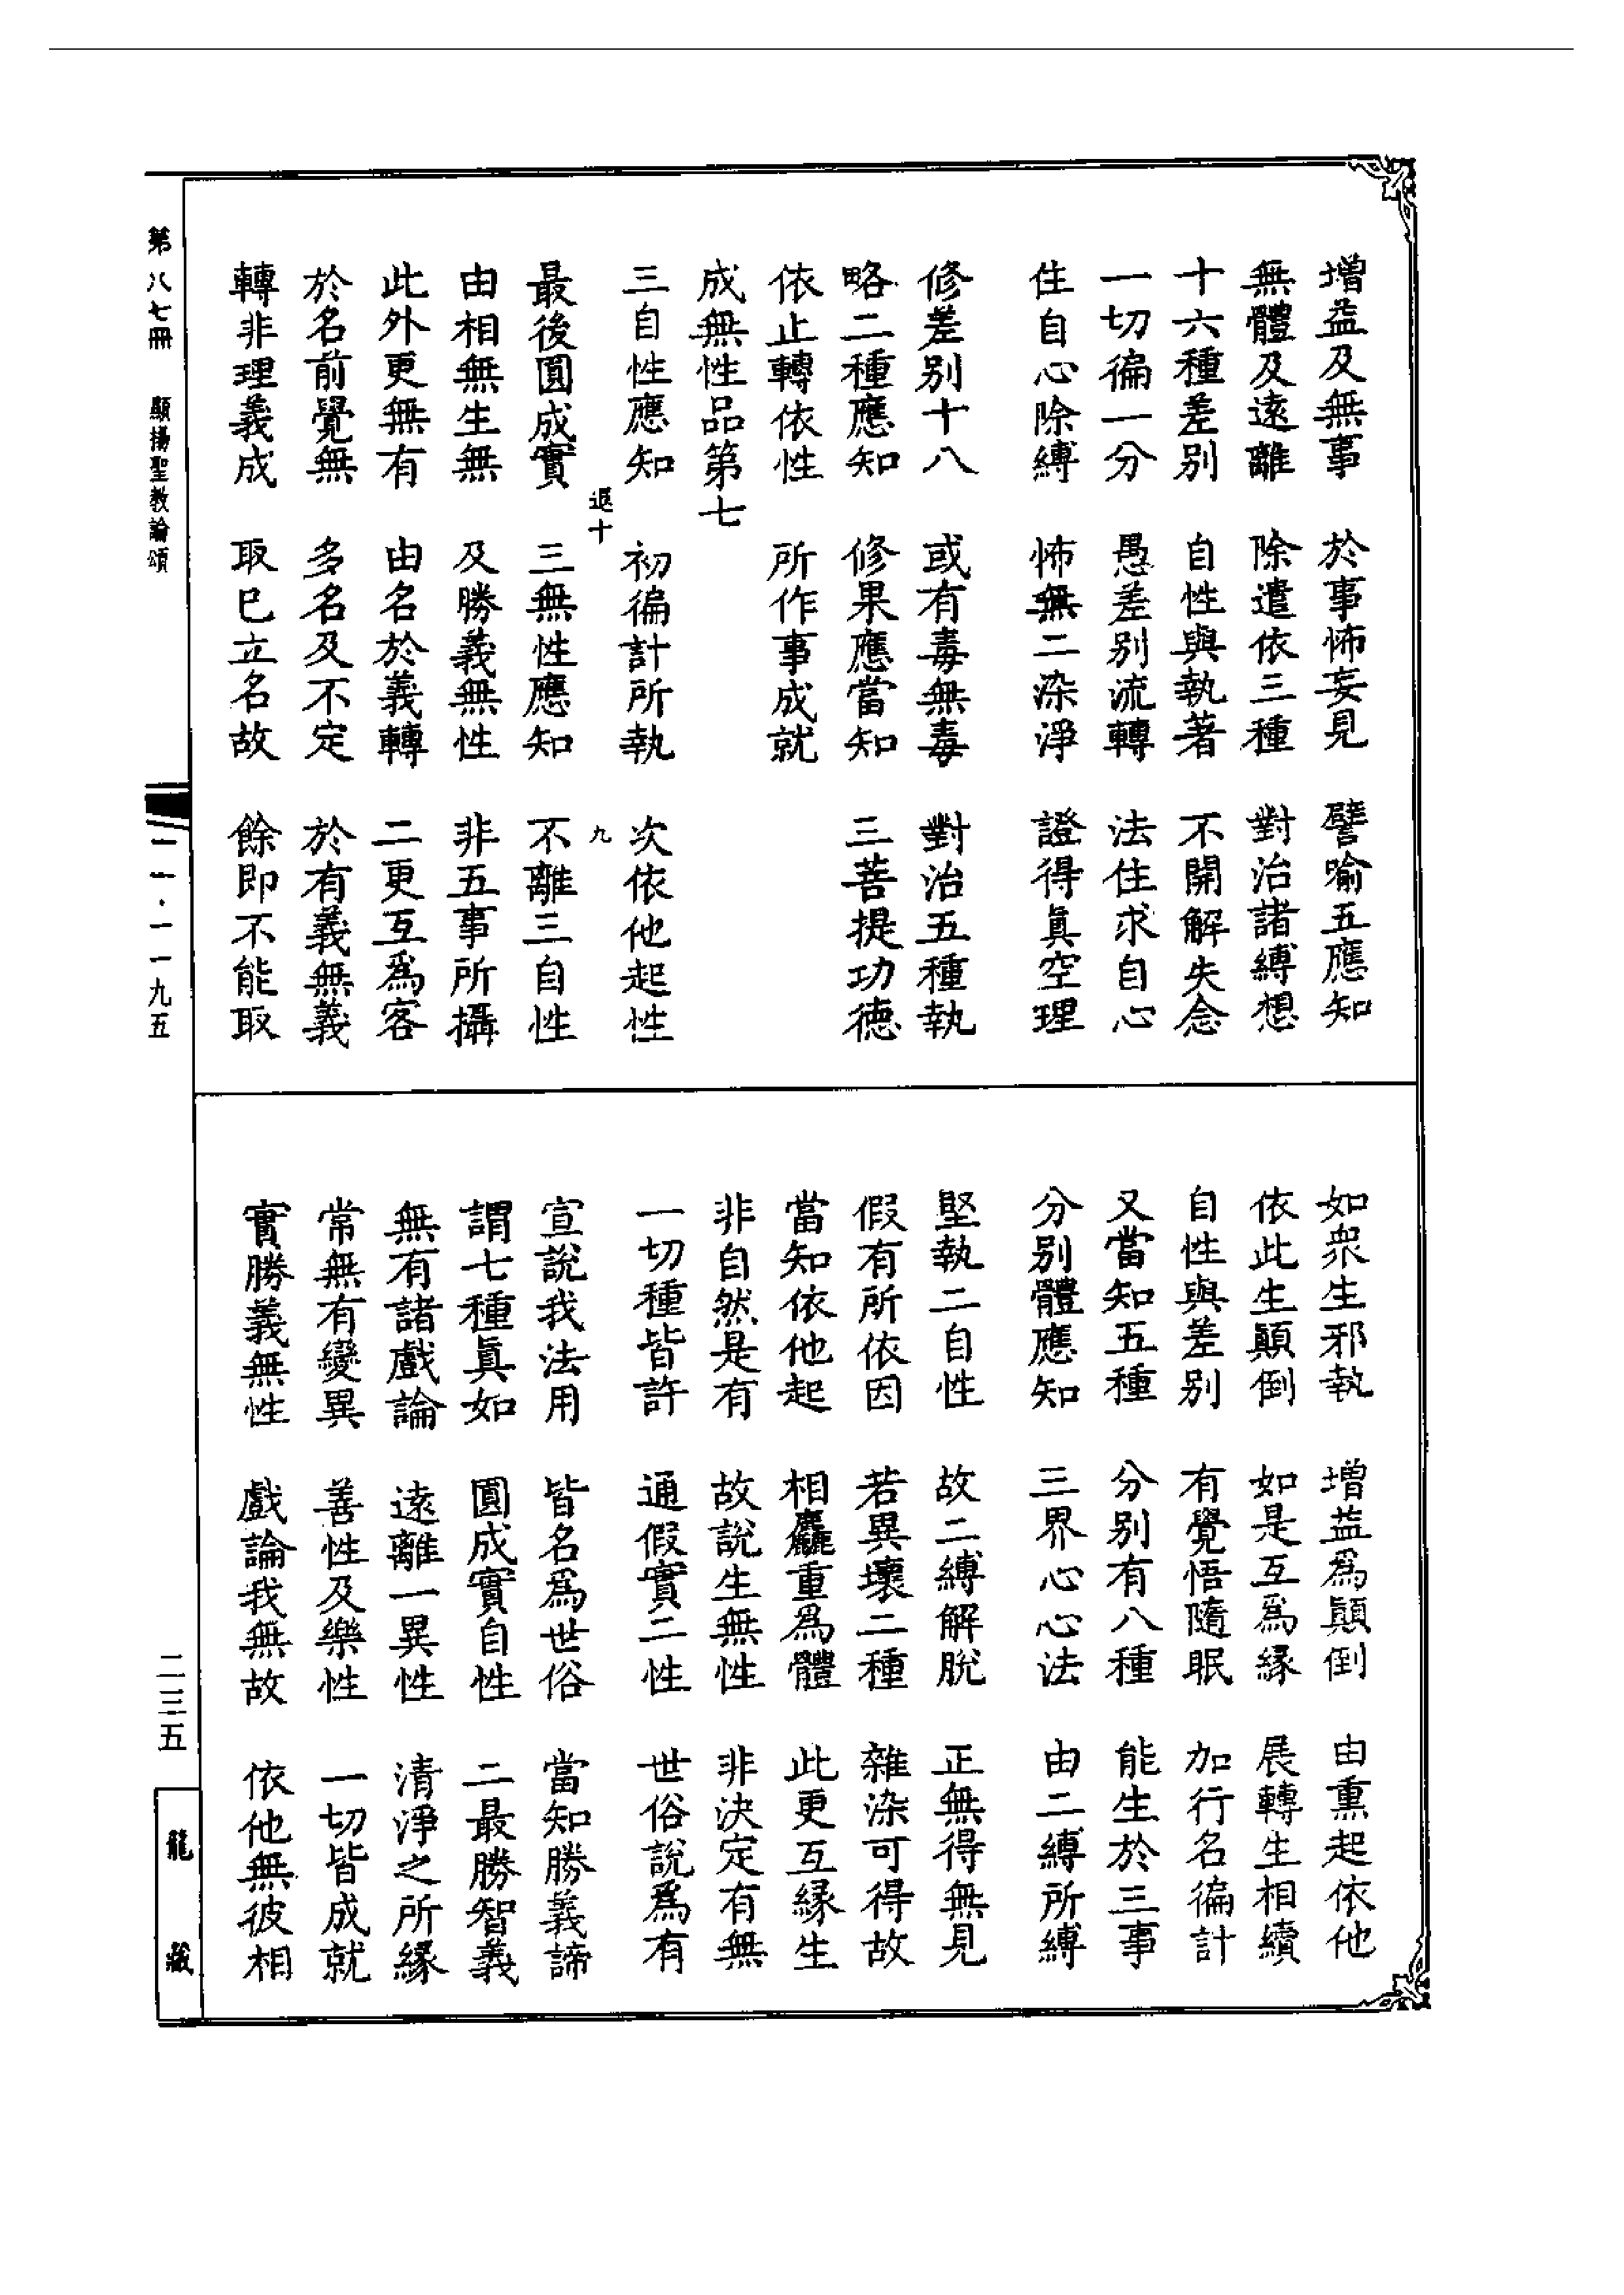 增益及無事　於事怖妄見　譬喻五應知
無體及遠離　除遣依三種　對治諸縛想
十六種差別　自性與執著　不開解失念
一切徧一分　愚差別流轉　法住求自心
住自心除縛　怖無二染淨　證得眞空理
修差別十八　或有毒無毒　對治五種執
略二種應知　修果應當知　三菩提功德
依止轉依性　所作事成就
成無性品第七
三自性應知　初徧計所執　次依他起性
退十　九
最後圓成實　三無性應知　不離三自性
由相無生無　及勝義無性　非五事所攝
此外更無有　由名於義轉　二更互爲客
於名前覺無　多名及不定　於有義無義
轉非理義成　取巳立名故　餘即不能取
如衆生邪執　增益爲顚倒　由熏起依他
依此生顚倒　如是互爲緣　展轉生相續
自性與差別　有覺悟隨眠　加行名徧計
又當知五種　分別有八種　能生於三事
分別體應知　三界心心法　由二縛所縛
堅執二自性　故二縛解脫　正無得無見
假有所依因　若異壞二種　雜染可得故
當知依他起　相麤重爲體　此更互緣生
非自然是有　故說生無性　非決定有無
一切種皆許　通假實二性　世俗說爲有
宣說我法用　皆名爲世俗　當知勝義諦
謂七種眞如　圓成實自性　二最勝智義
無有諸戲論　遠離一異性　清淨之所緣
常無有變異　善性及樂性　一切皆成就
實勝義無性　戲論我無故　依他無彼相
第八七冊　顯揚聖教論頌
一一一·一一九五
二三五
龍藏